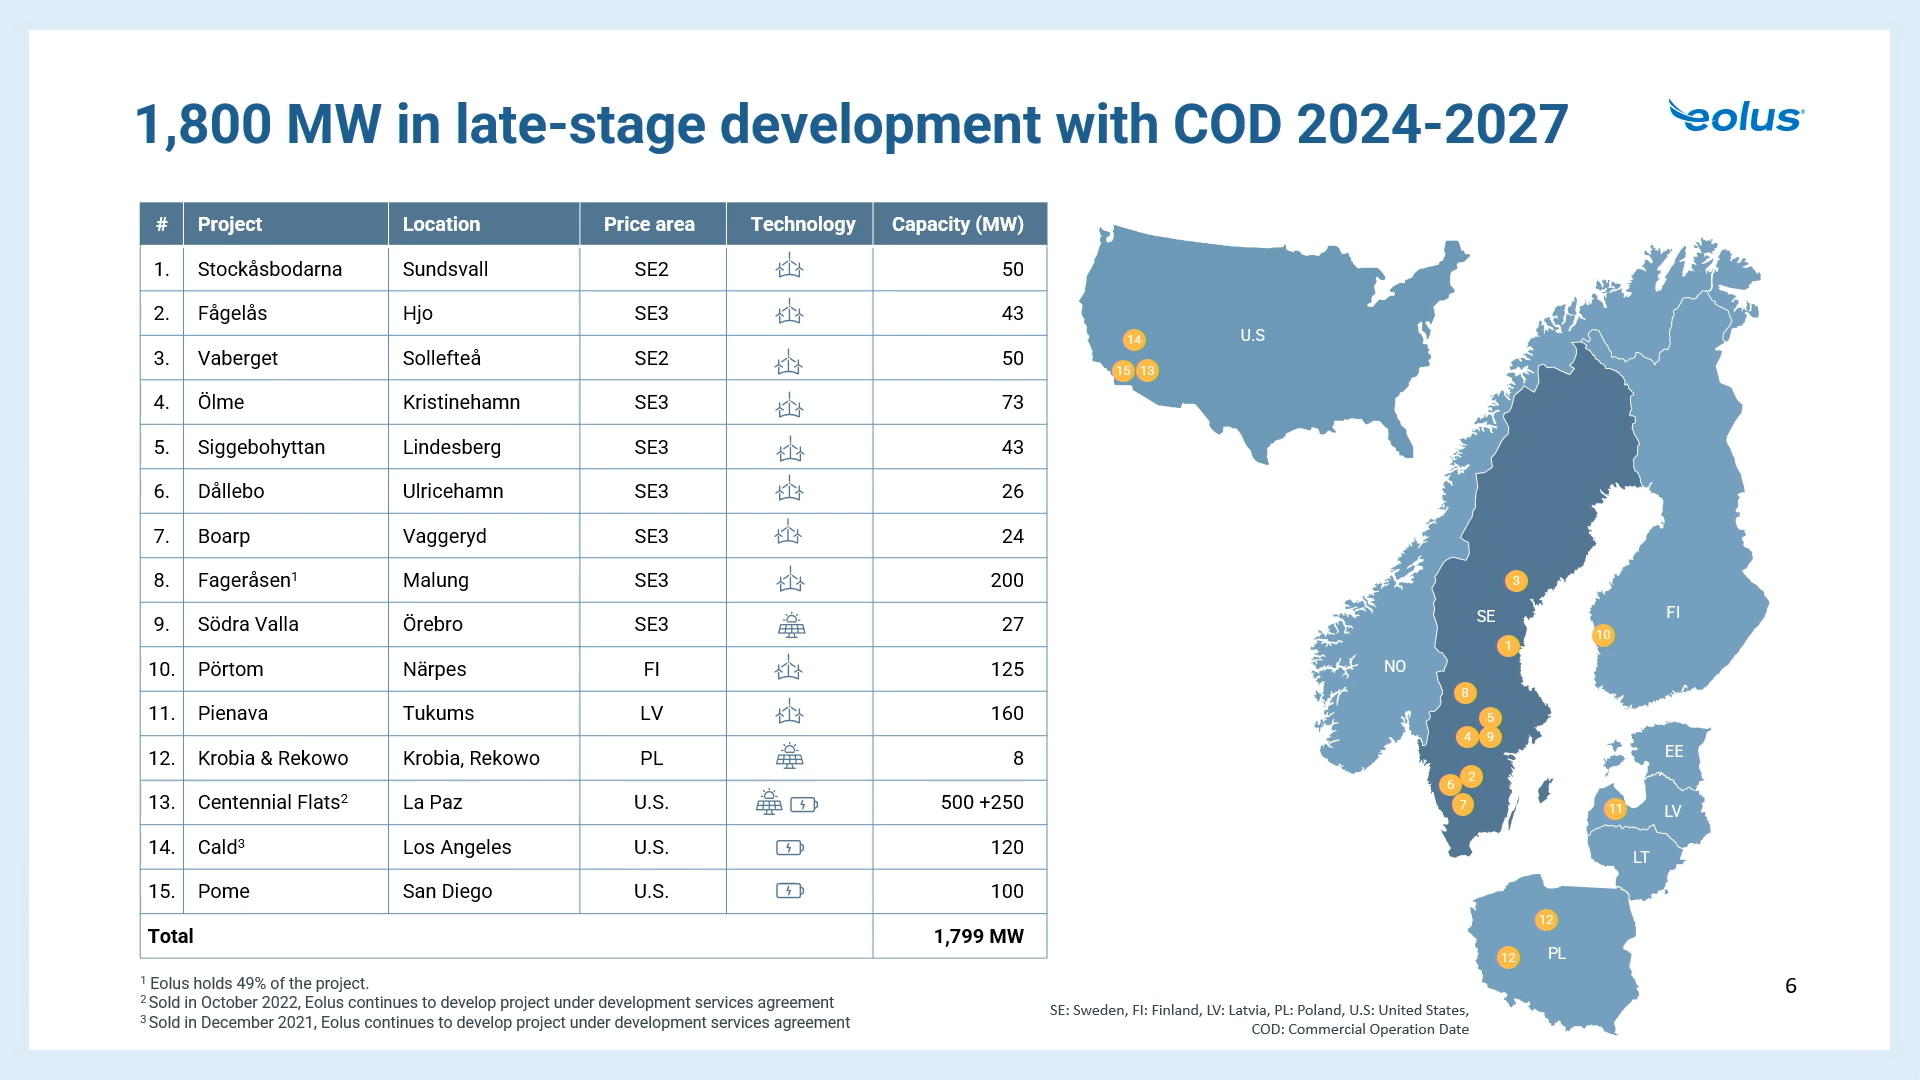 1,800 MW in late-stage development with COD 2024-2027
eolus
# Project Location Price area Technology Capacity (MW)
1. Stockåsbodarna Sundsvall SE2 50
2. Fågelås Hjo SE3 43
3. Vaberget Sollefteå SE2 50
4. Ölme Kristinehamn SE3 73
5. Siggebohyttan Lindesberg SE3 43
6. Dållebo Ulricehamn SE3 26
7. Boarp Vaggeryd SE3 24
8. Fageråsen¹ Malung SE3 200
9. Södra Valla Örebro SE3 27
10. Pörtom Närpes FI 125
11. Pienava Tukums LV 160
12. Krobia & Rekowo Krobia, Rekowo PL 8
13. Centennial Flats² La Paz U.S. 500 +250
14. Cald³ Los Angeles U.S. 120
15. Pome San Diego U.S. 100
Total 1,799 MW
¹ Eolus holds 49% of the project.
² Sold in October 2022, Eolus continues to develop project under development services agreement
³ Sold in December 2021, Eolus continues to develop project under development services agreement
U.S
14
15 13
3
SE
FI
10
1
NO
8
5
4 9
EE
2
6
7
11
LV
LT
12
PL
12
SE: Sweden, FI: Finland, LV: Latvia, PL: Poland, U.S: United States,
COD: Commercial Operation Date
6